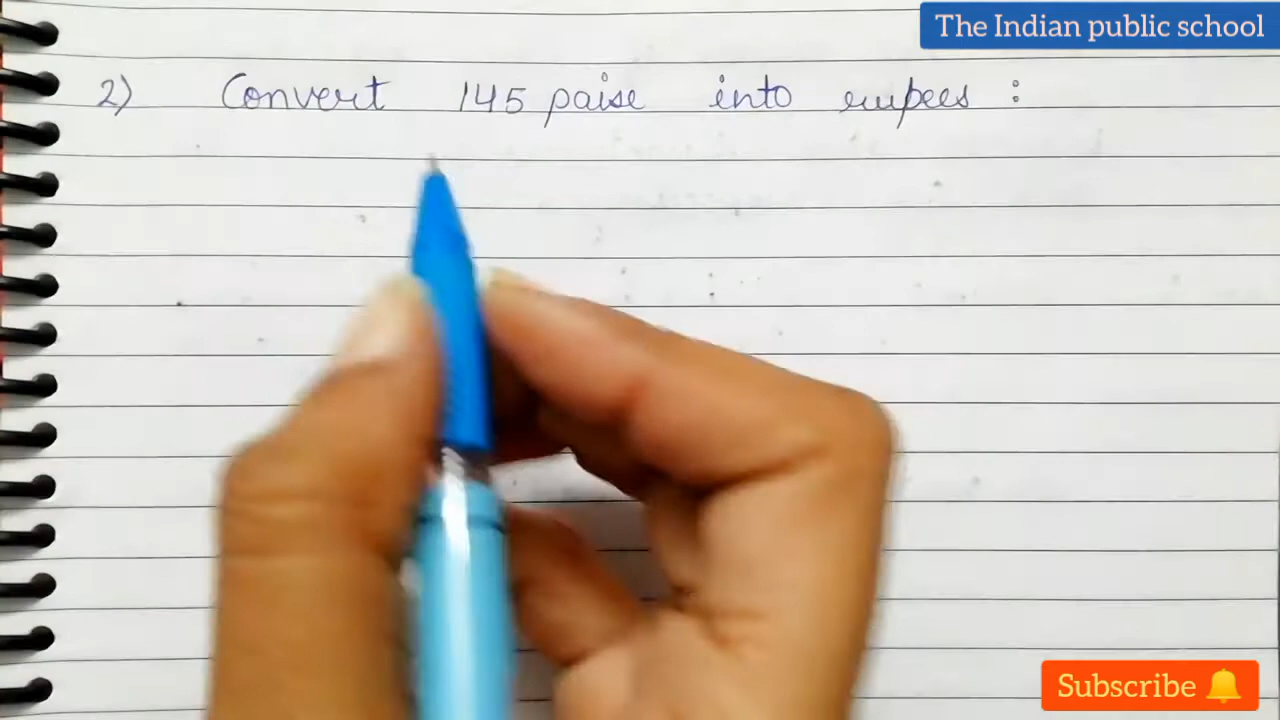 The Indian public school
2) Convert 145 paise into rupees :
Subscribe